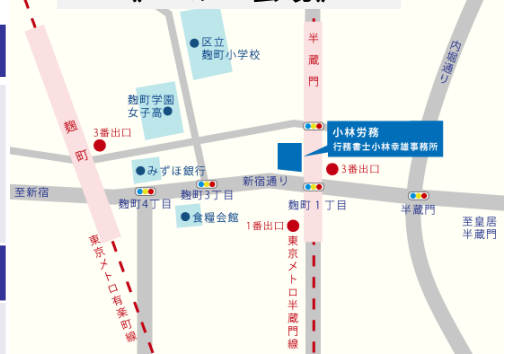 区立
麹町小学校
半蔵門
内堀通り
麹町学園
女子高
麹町
3番出口
小林労務
行務書士小林幸雄事務所
みずほ銀行
3番出口
新宿通り
至新宿
麹町4丁目
麹町3丁目
麹町1丁目
半蔵門
食糧会館
1番出口
至皇居
半蔵門
東京メトロ有楽町線
東京メトロ半蔵門線